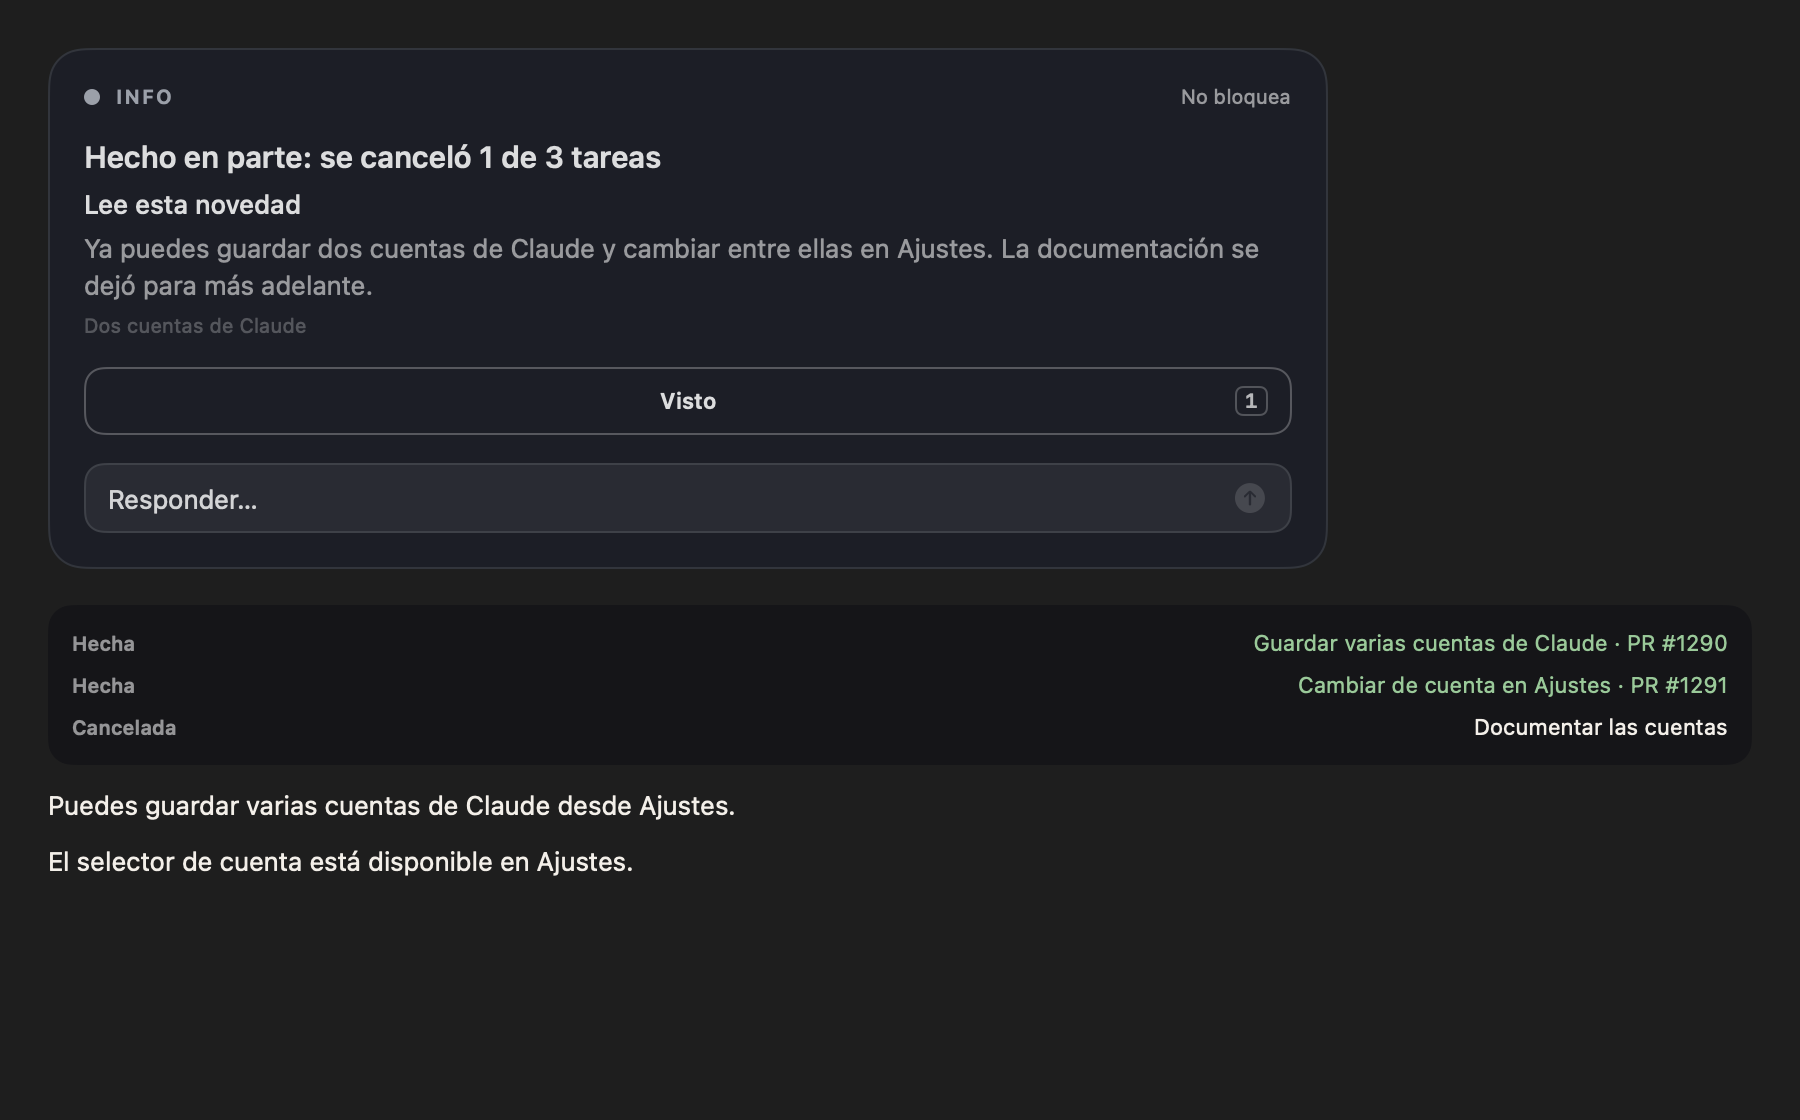 INFO
No bloquea
Hecho en parte: se canceló 1 de 3 tareas
Lee esta novedad
Ya puedes guardar dos cuentas de Claude y cambiar entre ellas en Ajustes. La documentación se
dejó para más adelante.
Dos cuentas de Claude
Visto
1
Responder...
Hecha
Guardar varias cuentas de Claude · PR #1290
Hecha
Cambiar de cuenta en Ajustes · PR #1291
Cancelada
Documentar las cuentas
Puedes guardar varias cuentas de Claude desde Ajustes.
El selector de cuenta está disponible en Ajustes.